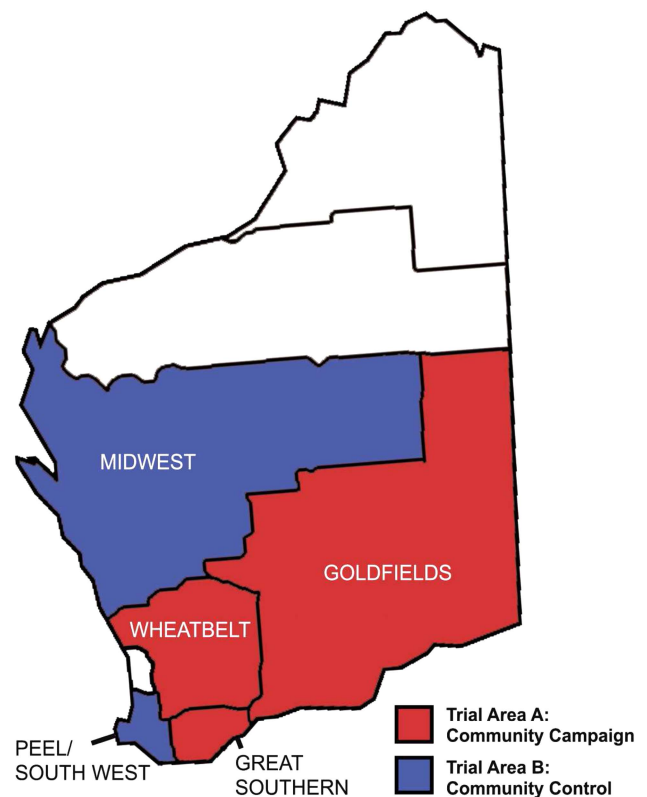 MIDWEST
GOLDFIELDS
WHEATBELT
PEEL/
SOUTH WEST
GREAT
SOUTHERN
Trial Area A:
Community Campaign
Trial Area B:
Community Control